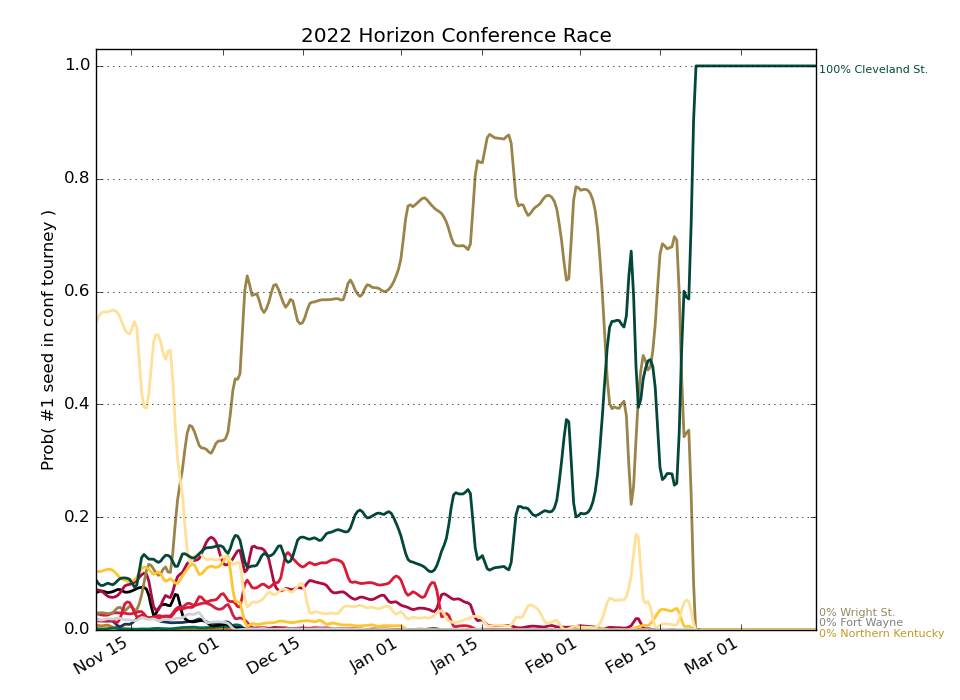 2022 Horizon Conference Race
Prob( #1 seed in conf tourney )
1.0
0.8
0.6
0.4
0.2
0.0
Nov 15
Dec 01
Dec 15
Jan 01
Jan 15
Feb 01
Feb 15
Mar 01
100% Cleveland St.
0% Wright St.
0% Fort Wayne
0% Northern Kentucky